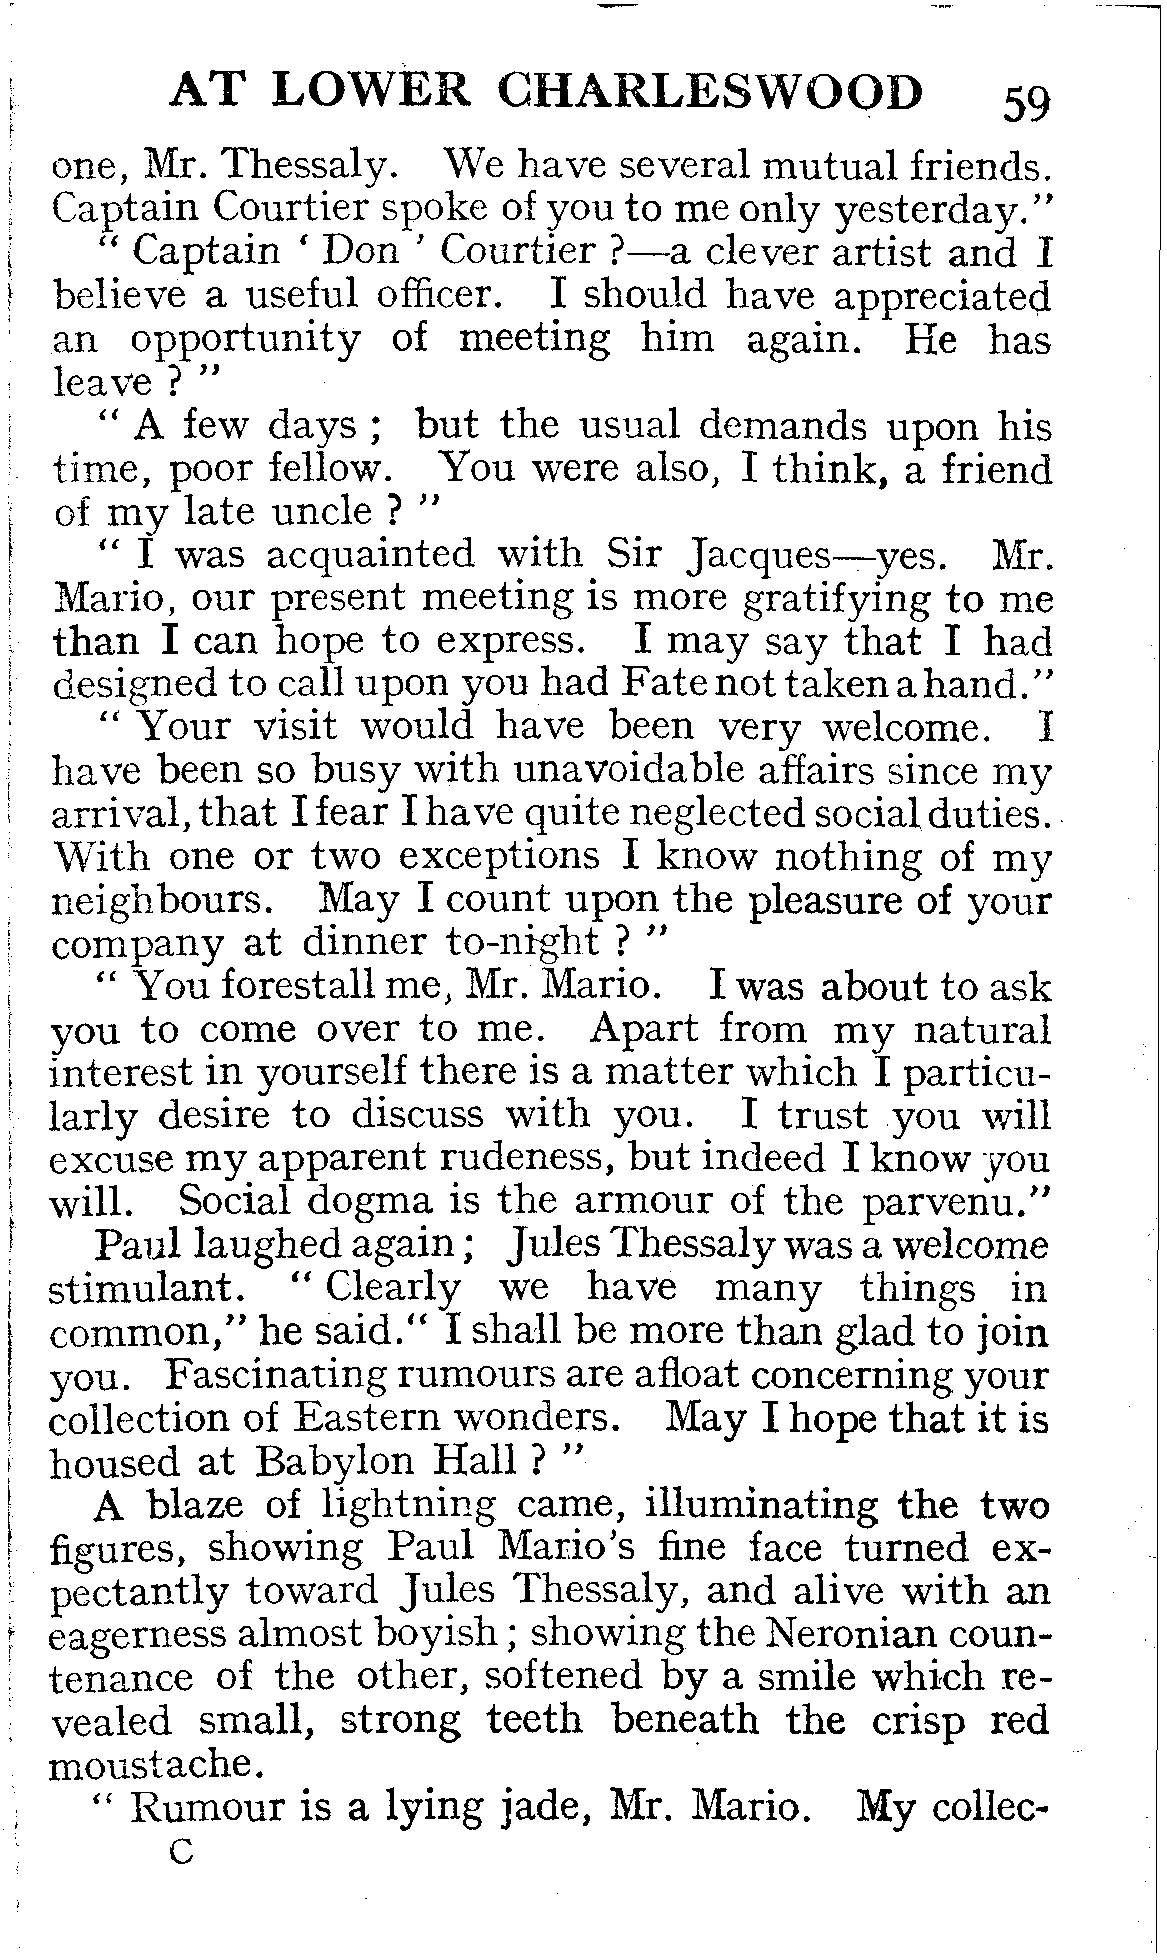 AT LOWER CHARLESWOOD 59
one, Mr. Thessaly. We have several mutual friends.
Captain Courtier spoke of you to me only yesterday."
" Captain ' Don ' Courtier ?—a clever artist and I
believe a useful officer. I should have appreciated
an opportunity of meeting him again. He has
leave ? "
" A few days ; but the usual demands upon his
time, poor fellow. You were also, I think, a friend
of my late uncle ? "
" I was acquainted with Sir Jacques—yes. Mr.
Mario, our present meeting is more gratifying to me
than I can hope to express. I may say that I had
designed to call upon you had Fate not taken a hand."
" Your visit would have been very welcome. I
have been so busy with unavoidable affairs since my
arrival, that I fear I have quite neglected social duties.
With one or two exceptions I know nothing of my
neighbours. May I count upon the pleasure of your
company at dinner to-night ? "
" You forestall me, Mr. Mario. I was about to ask
you to come over to me. Apart from my natural
interest in yourself there is a matter which I particu-
larly desire to discuss with you. I trust you will
excuse my apparent rudeness, but indeed I know you
will. Social dogma is the armour of the parvenu."
Paul laughed again ; Jules Thessaly was a welcome
stimulant. " Clearly we have many things in
common," he said." I shall be more than glad to join
you. Fascinating rumours are afloat concerning your
collection of Eastern wonders. May I hope that it is
housed at Babylon Hall ? "
A blaze of lightning came, illuminating the two
figures, showing Paul Mario's fine face turned ex-
pectantly toward Jules Thessaly, and alive with an
eagerness almost boyish ; showing the Neronian coun-
tenance of the other, softened by a smile which re-
vealed small, strong teeth beneath the crisp red
moustache.
" Rumour is a lying jade, Mr. Mario. My collec-
C